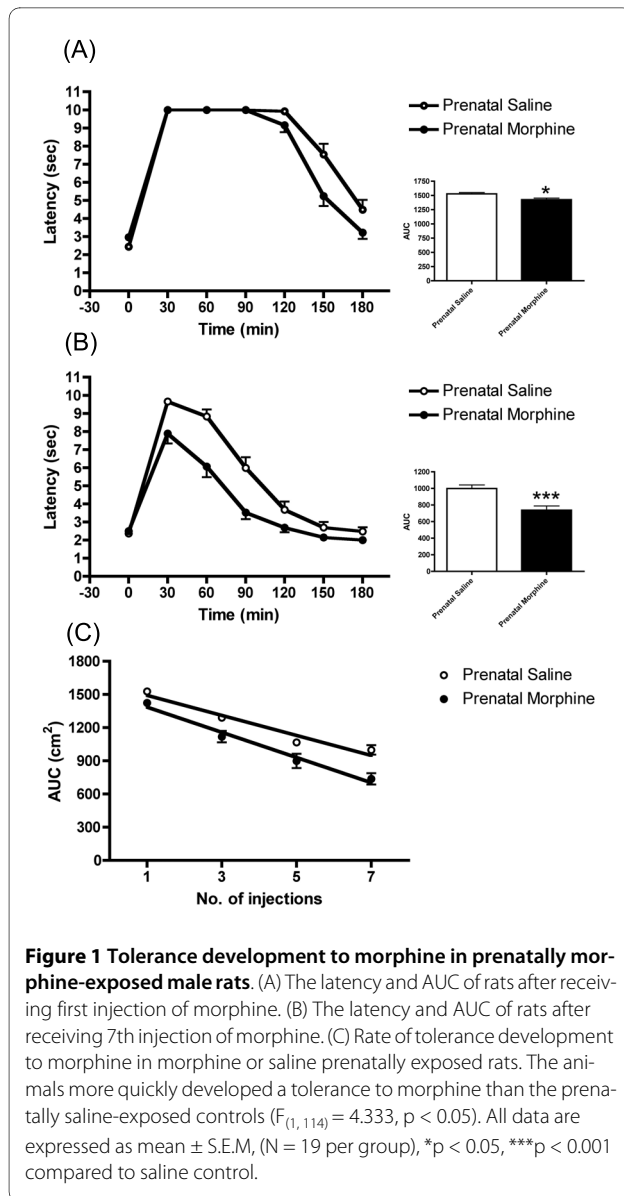 (A)
11
10
9
8
7
6
5
4
3
2
1
0
Latency (sec)
-30 0 30 60 90 120 150 180
Time (min)
Prenatal Saline
Prenatal Morphine
1750
1500
1250
1000
750
500
250
0
AUC
*
Prenatal Saline
Prenatal Morphine
(B)
11
10
9
8
7
6
5
4
3
2
1
0
Latency (sec)
-30 0 30 60 90 120 150 180
Time (min)
Prenatal Saline
Prenatal Morphine
1200
1000
800
600
400
200
0
AUC
***
Prenatal Saline
Prenatal Morphine
(C)
1800
1500
1200
900
600
300
0
AUC (cm²)
1 3 5 7
No. of injections
Prenatal Saline
Prenatal Morphine
Figure 1 Tolerance development to morphine in prenatally mor-
phine-exposed male rats. (A) The latency and AUC of rats after receiv-
ing first injection of morphine. (B) The latency and AUC of rats after
receiving 7th injection of morphine. (C) Rate of tolerance development
to morphine in morphine or saline prenatally exposed rats. The ani-
mals more quickly developed a tolerance to morphine than the prena-
tally saline-exposed controls (F(1, 114) = 4.333, p < 0.05). All data are
expressed as mean ± S.E.M, (N = 19 per group), *p < 0.05, ***p < 0.001
compared to saline control.